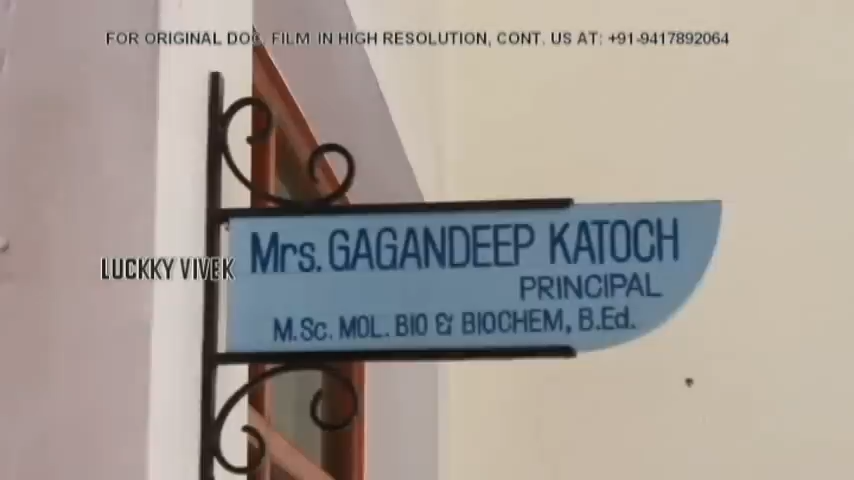 FOR ORIGINAL DOC. FILM IN HIGH RESOLUTION, CONT. US AT: +91-9417892064
Mrs. GAGANDEEP KATOCH
LUCKKY VIVEK
PRINCIPAL
M.Sc. MOL. BIO & BIOCHEM, B.Ed.